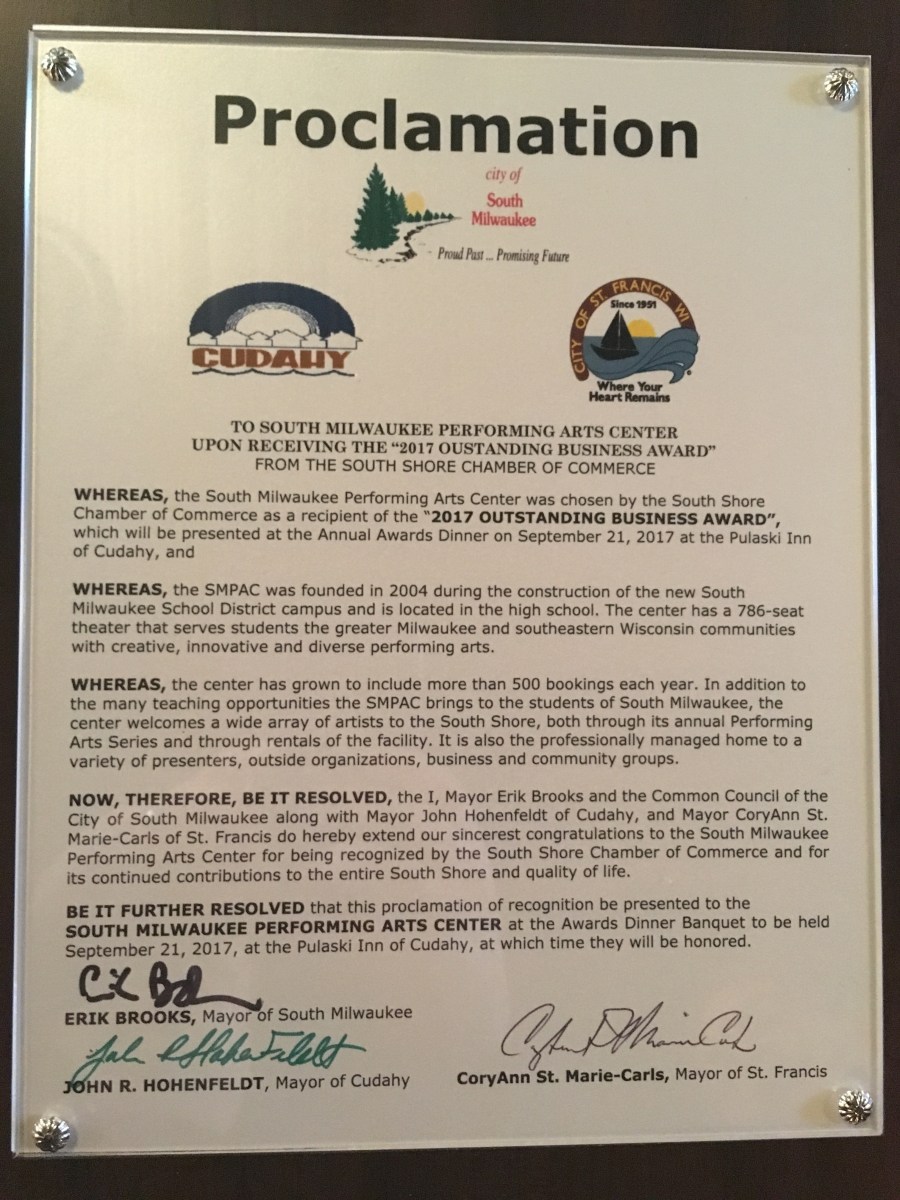 Proclamation
city of
South
Milwaukee
Proud Past ... Promising Future
CUDAHY
CITY OF ST. FRANCIS WI
Since 1951
Where Your
Heart Remains
TO SOUTH MILWAUKEE PERFORMING ARTS CENTER
UPON RECEIVING THE “2017 OUSTANDING BUSINESS AWARD”
FROM THE SOUTH SHORE CHAMBER OF COMMERCE
WHEREAS, the South Milwaukee Performing Arts Center was chosen by the South Shore
Chamber of Commerce as a recipient of the “2017 OUTSTANDING BUSINESS AWARD”,
which will be presented at the Annual Awards Dinner on September 21, 2017 at the Pulaski Inn
of Cudahy, and
WHEREAS, the SMPAC was founded in 2004 during the construction of the new South
Milwaukee School District campus and is located in the high school. The center has a 786-seat
theater that serves students the greater Milwaukee and southeastern Wisconsin communities
with creative, innovative and diverse performing arts.
WHEREAS, the center has grown to include more than 500 bookings each year. In addition to
the many teaching opportunities the SMPAC brings to the students of South Milwaukee, the
center welcomes a wide array of artists to the South Shore, both through its annual Performing
Arts Series and through rentals of the facility. It is also the professionally managed home to a
variety of presenters, outside organizations, business and community groups.
NOW, THEREFORE, BE IT RESOLVED, the I, Mayor Erik Brooks and the Common Council of the
City of South Milwaukee along with Mayor John Hohenfeldt of Cudahy, and Mayor CoryAnn St.
Marie-Carls of St. Francis do hereby extend our sincerest congratulations to the South Milwaukee
Performing Arts Center for being recognized by the South Shore Chamber of Commerce and for
its continued contributions to the entire South Shore and quality of life.
BE IT FURTHER RESOLVED that this proclamation of recognition be presented to the
SOUTH MILWAUKEE PERFORMING ARTS CENTER at the Awards Dinner Banquet to be held
September 21, 2017, at the Pulaski Inn of Cudahy, at which time they will be honored.
ERIK BROOKS, Mayor of South Milwaukee
John R Hohenfeldt
JOHN R. HOHENFELDT, Mayor of Cudahy
CoryAnn St. Marie-Carls, Mayor of St. Francis